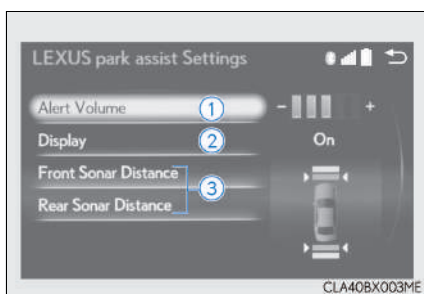 LEXUS park assist Settings
Alert Volume 1 - +
Display 2 On
Front Sonar Distance
3
Rear Sonar Distance
CLA40BX003ME